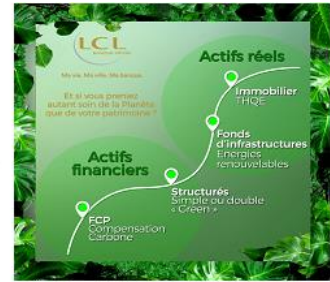 LCL
Ma vie. Ma ville. Ma banque.
Et si vous preniez
autant soin de la Planète
que de votre patrimoine ?
Actifs réels
Immobilier
THQE
Fonds
d'infrastructures
Energies
renouvelables
Actifs
financiers
Structurés
Simple ou double
« Green »
FCP
Compensation
Carbone